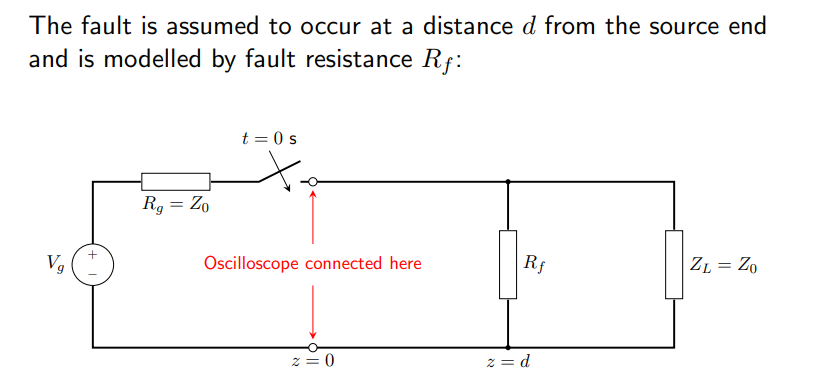 The fault is assumed to occur at a distance d from the source end
and is modelled by fault resistance R_f:
t = 0 s
R_g = Z_0
V_g
+
−
Oscilloscope connected here
R_f
Z_L = Z_0
z = 0
z = d